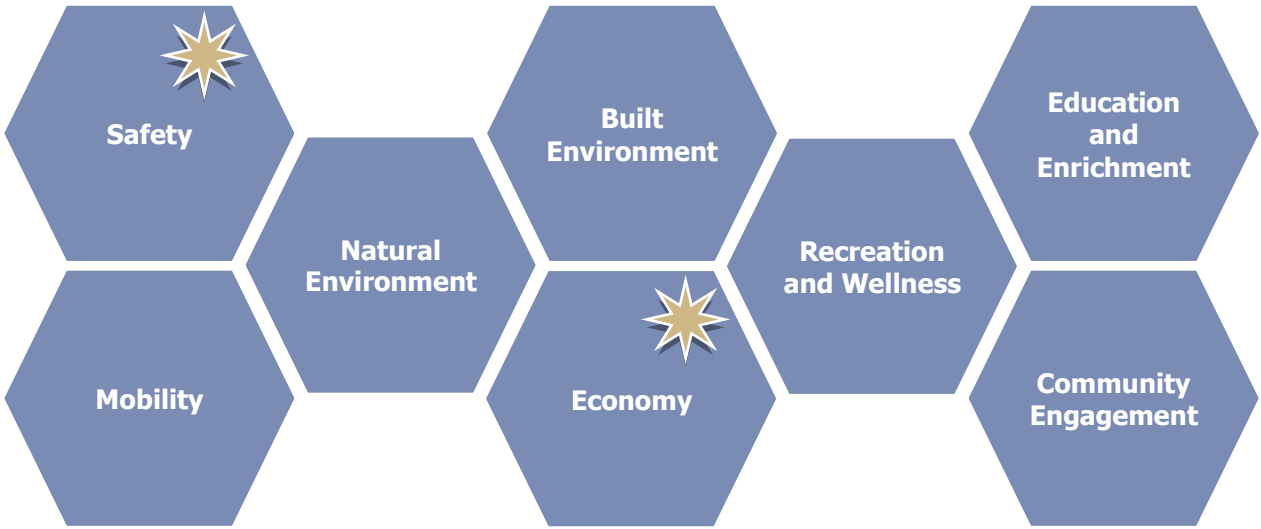 Safety
Mobility
Natural
Environment
Built
Environment
Economy
Recreation
and Wellness
Education
and
Enrichment
Community
Engagement